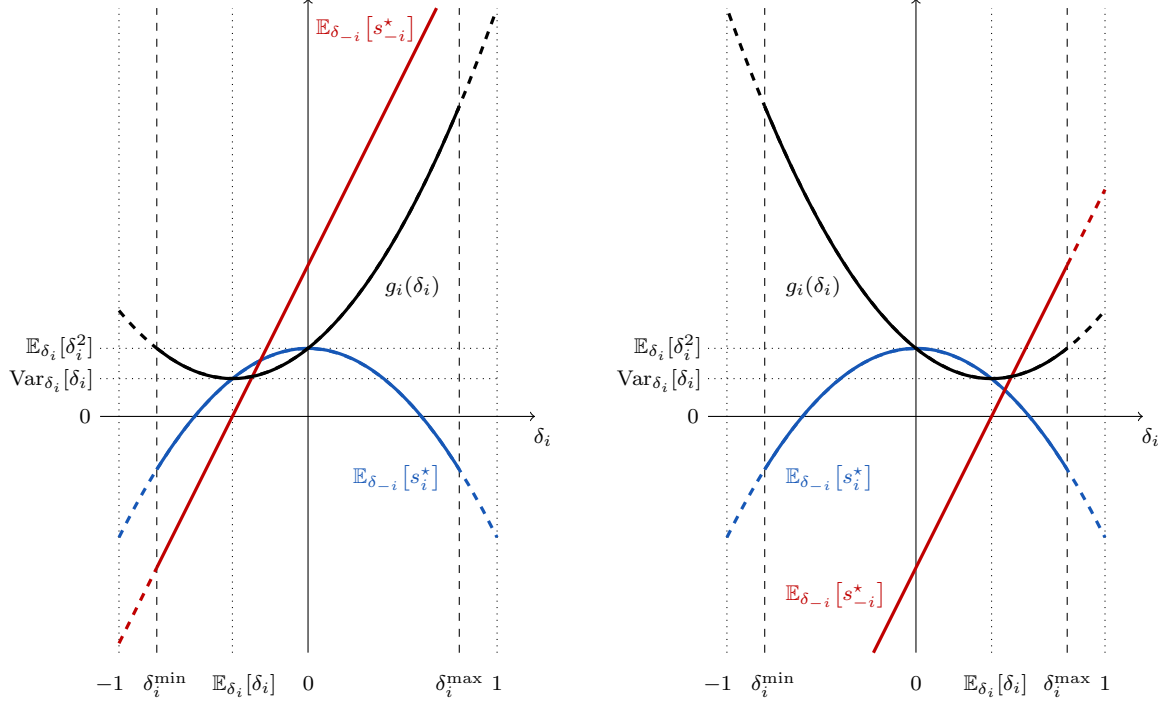 𝔼_{δ_{−i}}[s^⋆_{−i}]
g_i(δ_i)
𝔼_{δ_i}[δ_i^2]
Var_{δ_i}[δ_i]
0
δ_i
𝔼_{δ_{−i}}[s^⋆_i]
−1 δ_i^min 𝔼_{δ_i}[δ_i] 0 δ_i^max 1
g_i(δ_i)
𝔼_{δ_i}[δ_i^2]
Var_{δ_i}[δ_i]
0
δ_i
𝔼_{δ_{−i}}[s^⋆_i]
𝔼_{δ_{−i}}[s^⋆_{−i}]
−1 δ_i^min 0 𝔼_{δ_i}[δ_i] δ_i^max 1